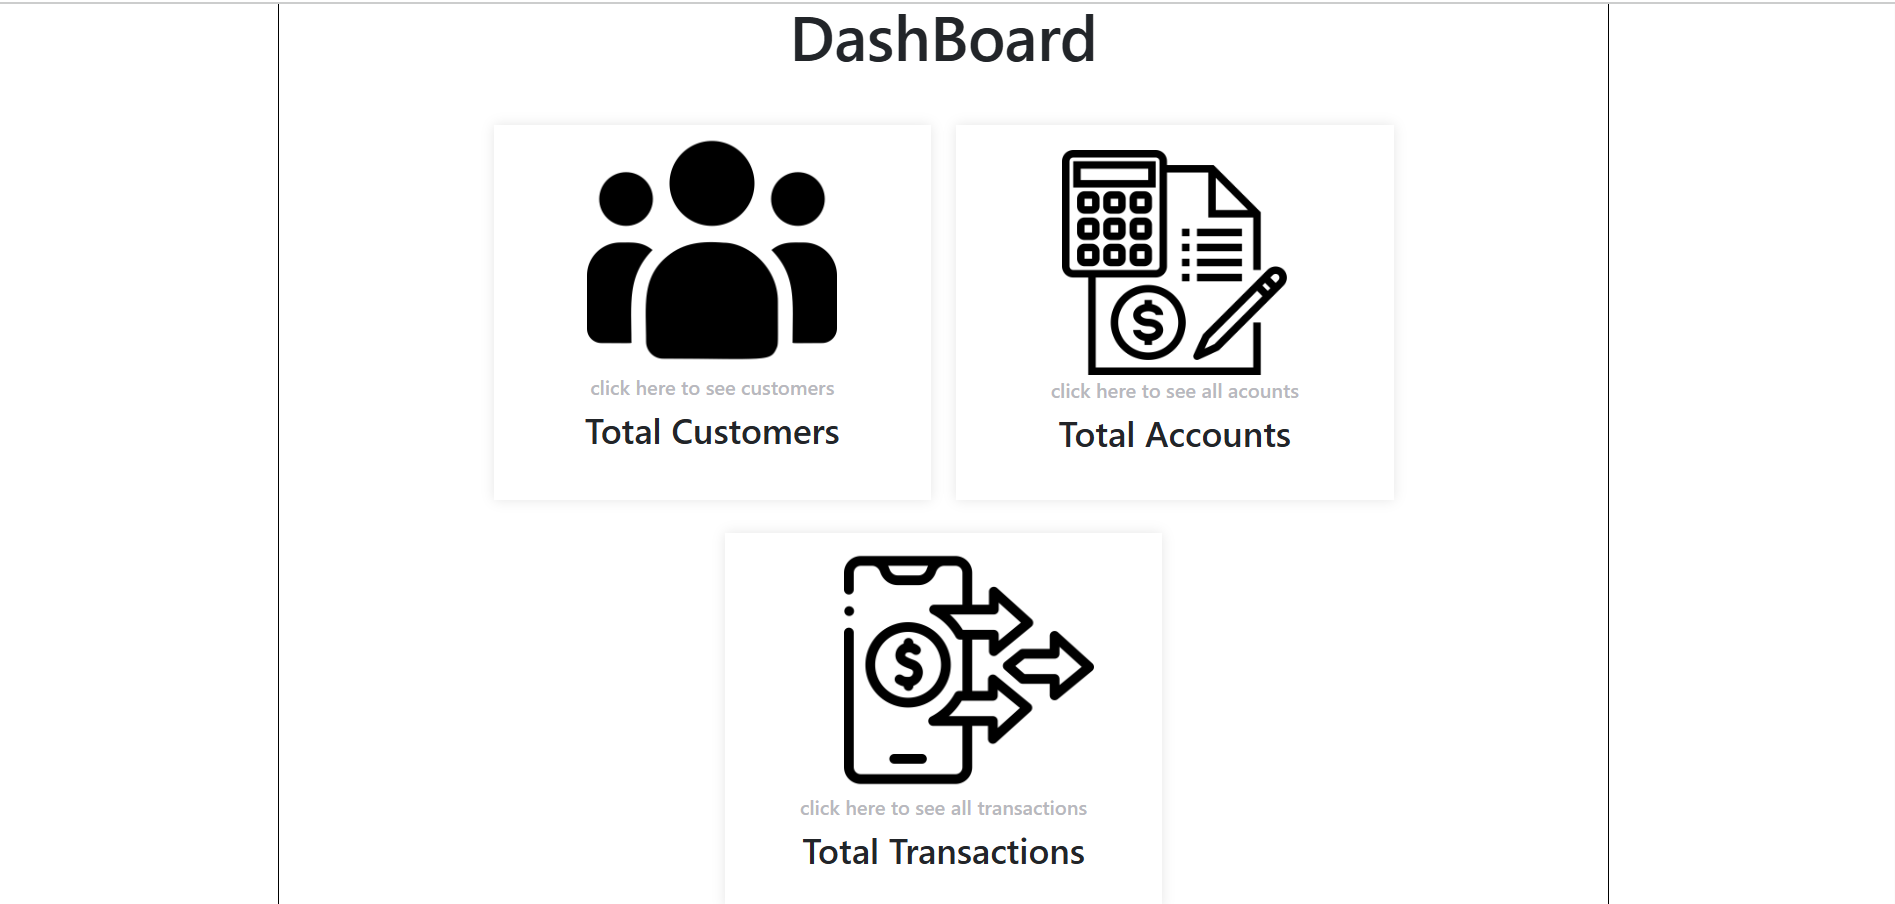 DashBoard
click here to see customers
Total Customers
click here to see all acounts
Total Accounts
$
click here to see all transactions
Total Transactions
$